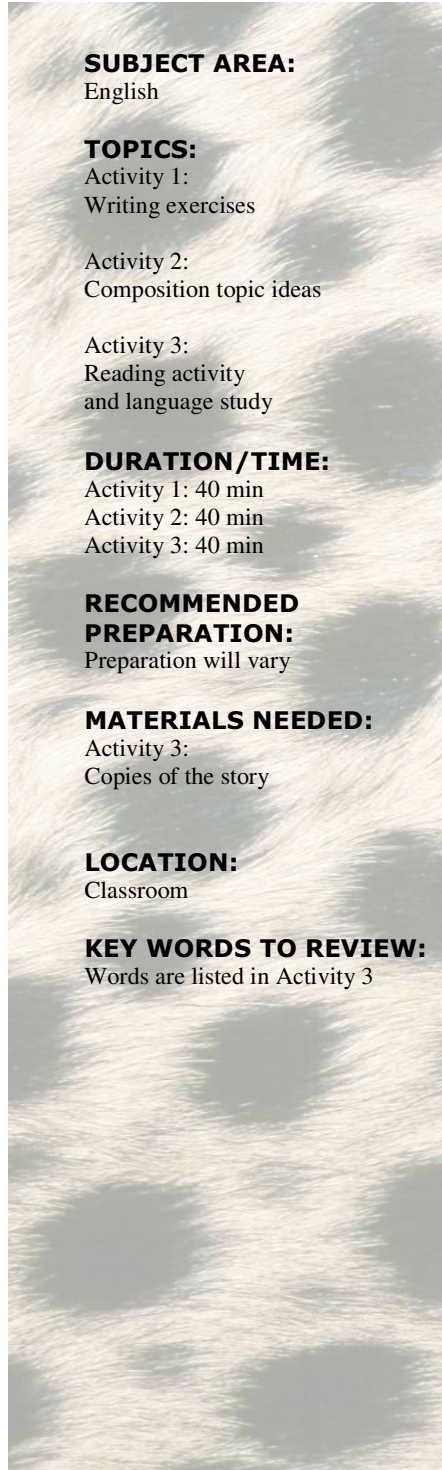 SUBJECT AREA:
English
TOPICS:
Activity 1:
Writing exercises
Activity 2:
Composition topic ideas
Activity 3:
Reading activity
and language study
DURATION/TIME:
Activity 1: 40 min
Activity 2: 40 min
Activity 3: 40 min
RECOMMENDED
PREPARATION:
Preparation will vary
MATERIALS NEEDED:
Activity 3:
Copies of the story
LOCATION:
Classroom
KEY WORDS TO REVIEW:
Words are listed in Activity 3